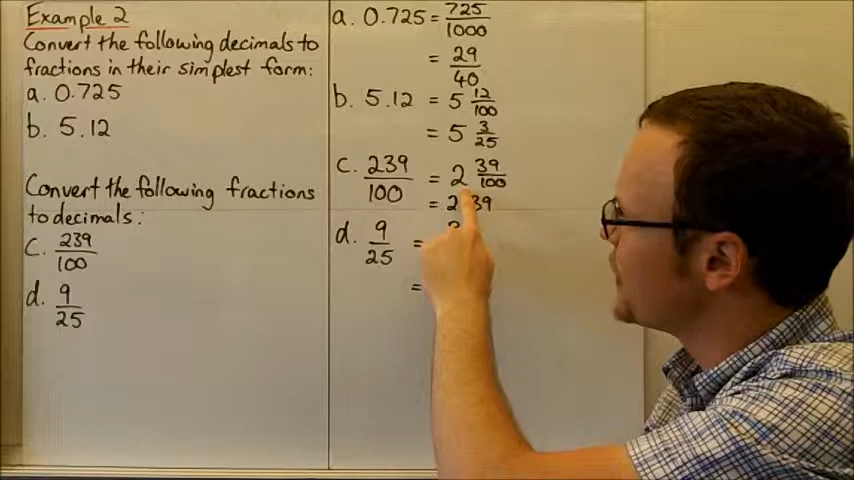 Example 2
Convert the following decimals to
fractions in their simplest form:
a. 0.725
b. 5.12
Convert the following fractions
to decimals:
c. 239/100
d. 9/25
a. 0.725 = 725/1000
= 29/40
b. 5.12 = 5 12/100
= 5 3/25
c. 239/100 = 2 39/100
= 2 39
d. 9/25 =
=